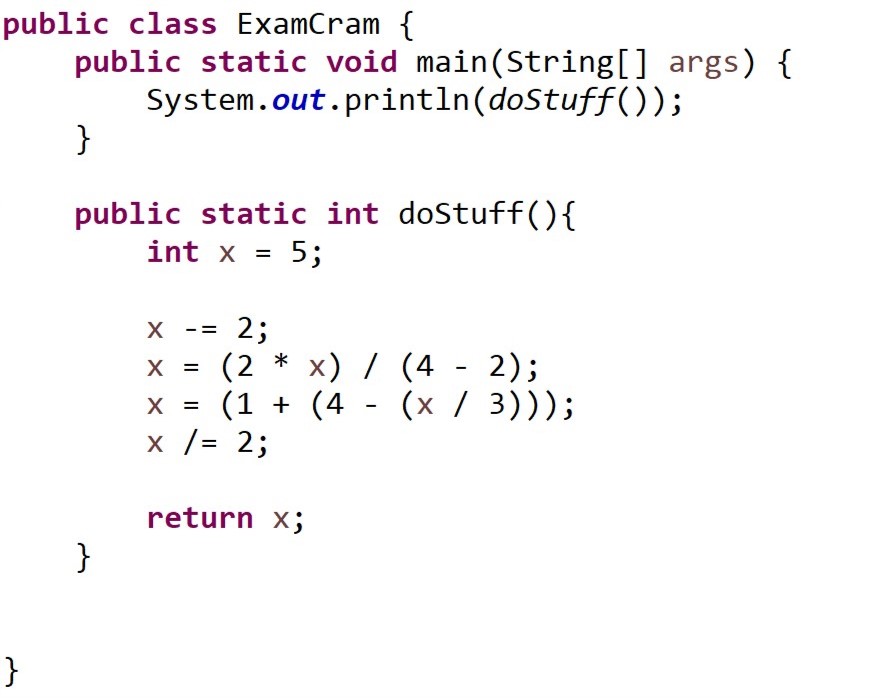 public class ExamCram {
    public static void main(String[] args) {
        System.out.println(doStuff());
    }

    public static int doStuff(){
        int x = 5;

        x -= 2;
        x = (2 * x) / (4 - 2);
        x = (1 + (4 - (x / 3)));
        x /= 2;

        return x;
    }

}